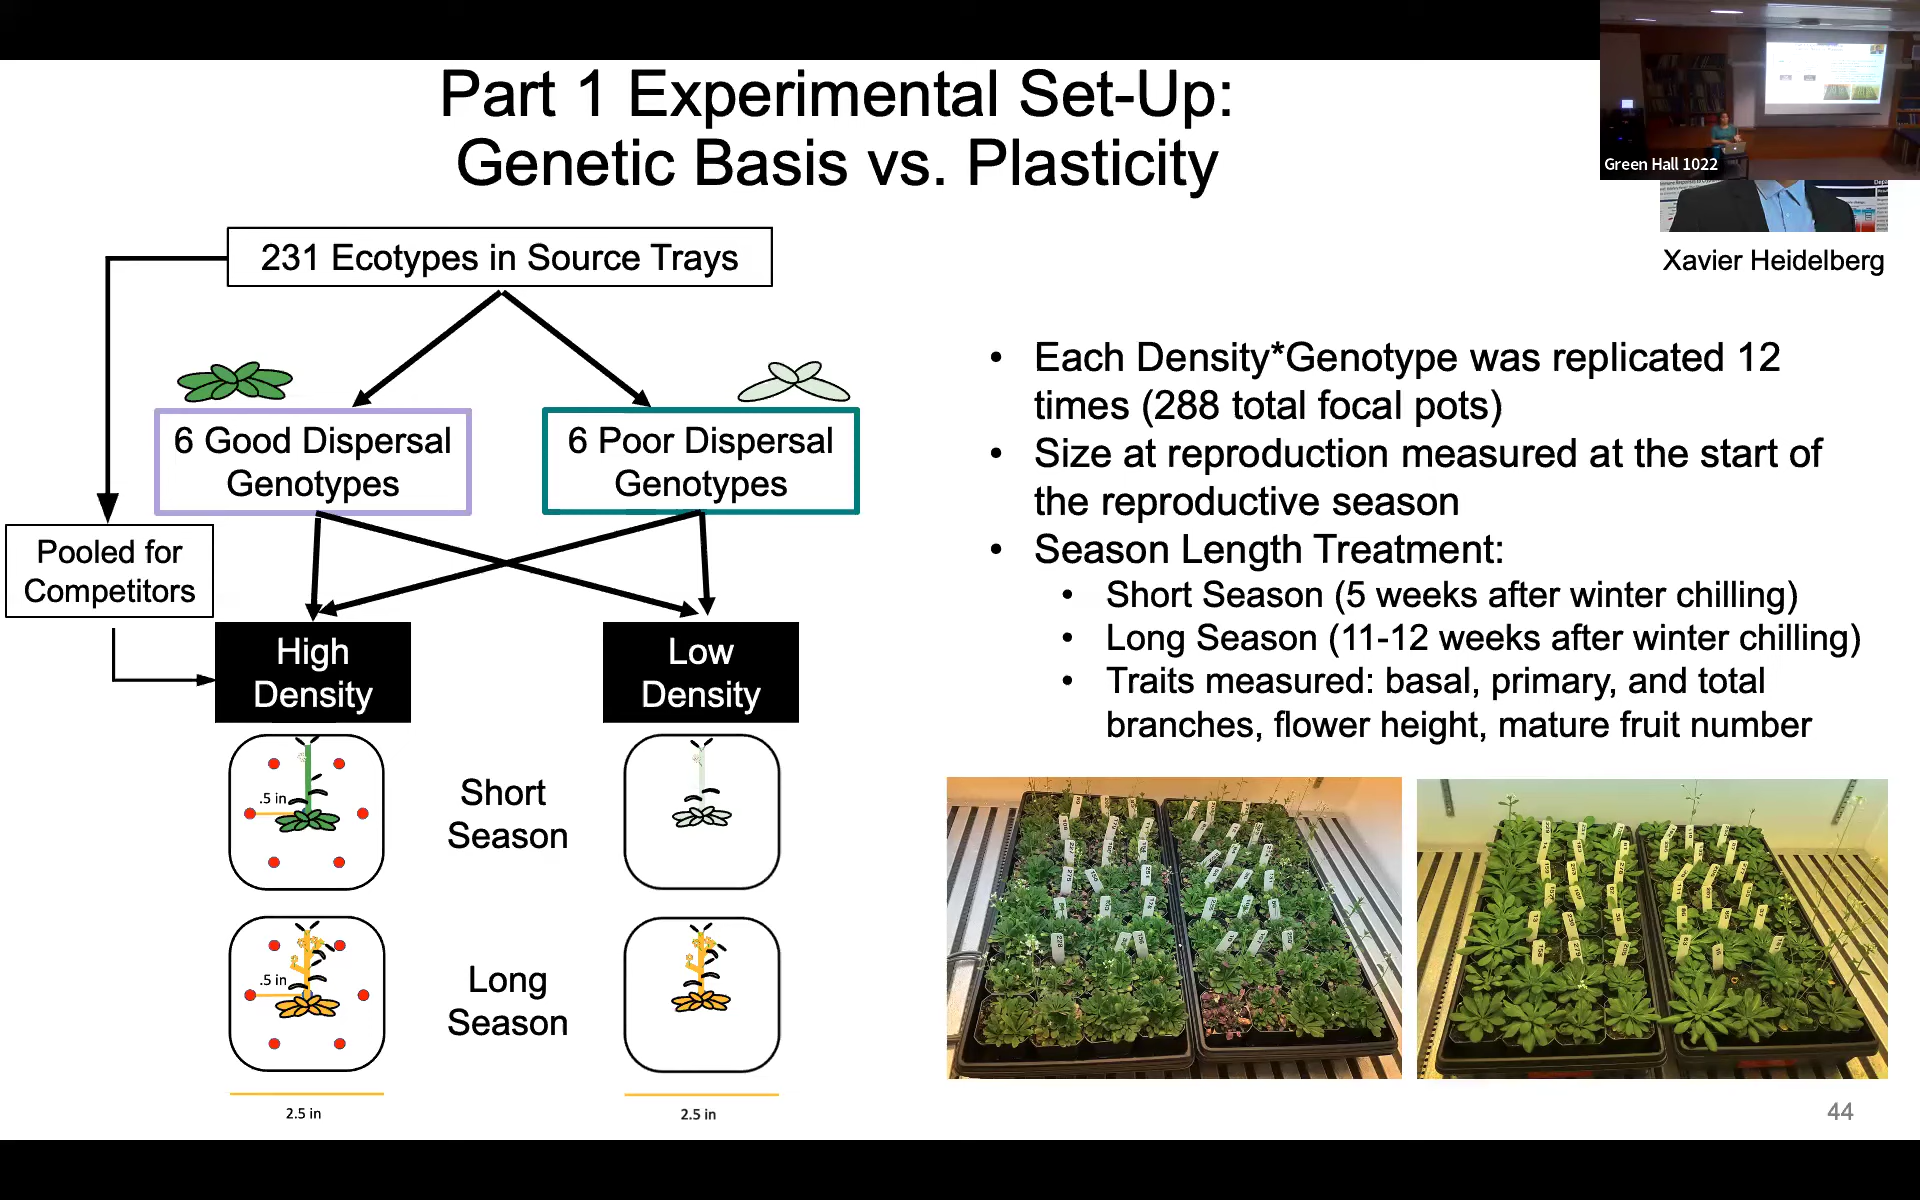 Part 1 Experimental Set-Up:
Genetic Basis vs. Plasticity
Green Hall 1022
Xavier Heidelberg
231 Ecotypes in Source Trays
6 Good Dispersal
Genotypes
6 Poor Dispersal
Genotypes
Pooled for
Competitors
High
Density
Low
Density
.5 in
Short
Season
.5 in
Long
Season
2.5 in
2.5 in
• Each Density*Genotype was replicated 12
times (288 total focal pots)
• Size at reproduction measured at the start of
the reproductive season
• Season Length Treatment:
• Short Season (5 weeks after winter chilling)
• Long Season (11-12 weeks after winter chilling)
• Traits measured: basal, primary, and total
branches, flower height, mature fruit number
44